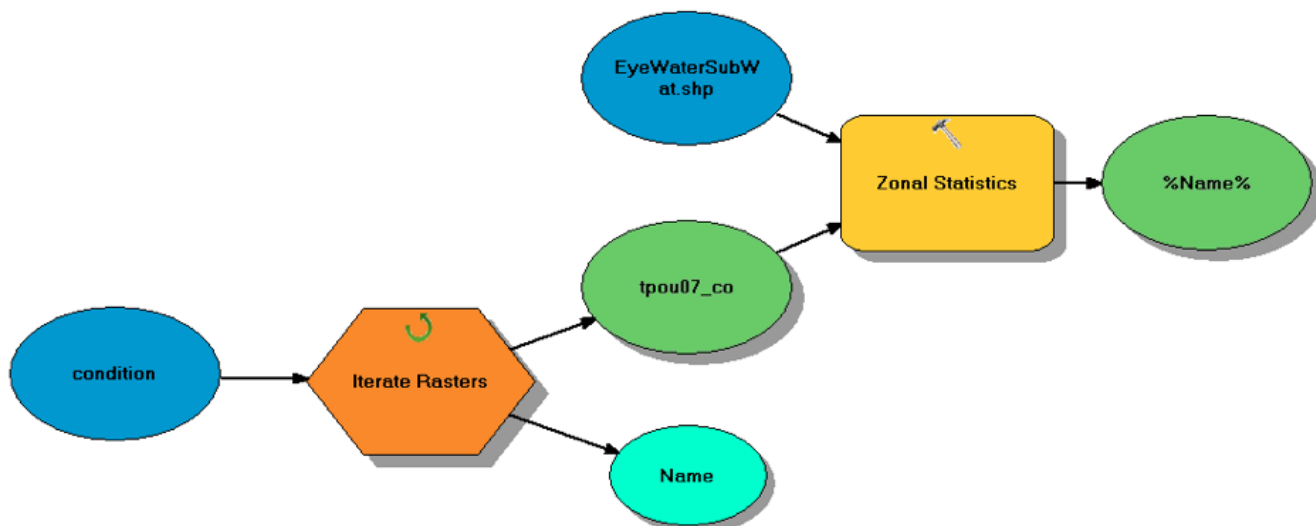 EyeWaterSubW
at.shp
Zonal Statistics
%Name%
tpou07_co
condition
Iterate Rasters
Name